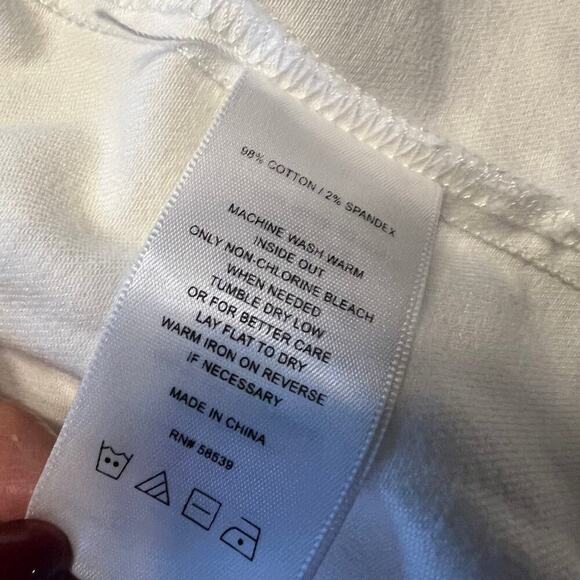 98% COTTON / 2% SPANDEX
MACHINE WASH WARM
INSIDE OUT
ONLY NON-CHLORINE BLEACH
WHEN NEEDED
TUMBLE DRY LOW
OR FOR BETTER CARE
LAY FLAT TO DRY
WARM IRON ON REVERSE
IF NECESSARY
MADE IN CHINA
RN# 58539